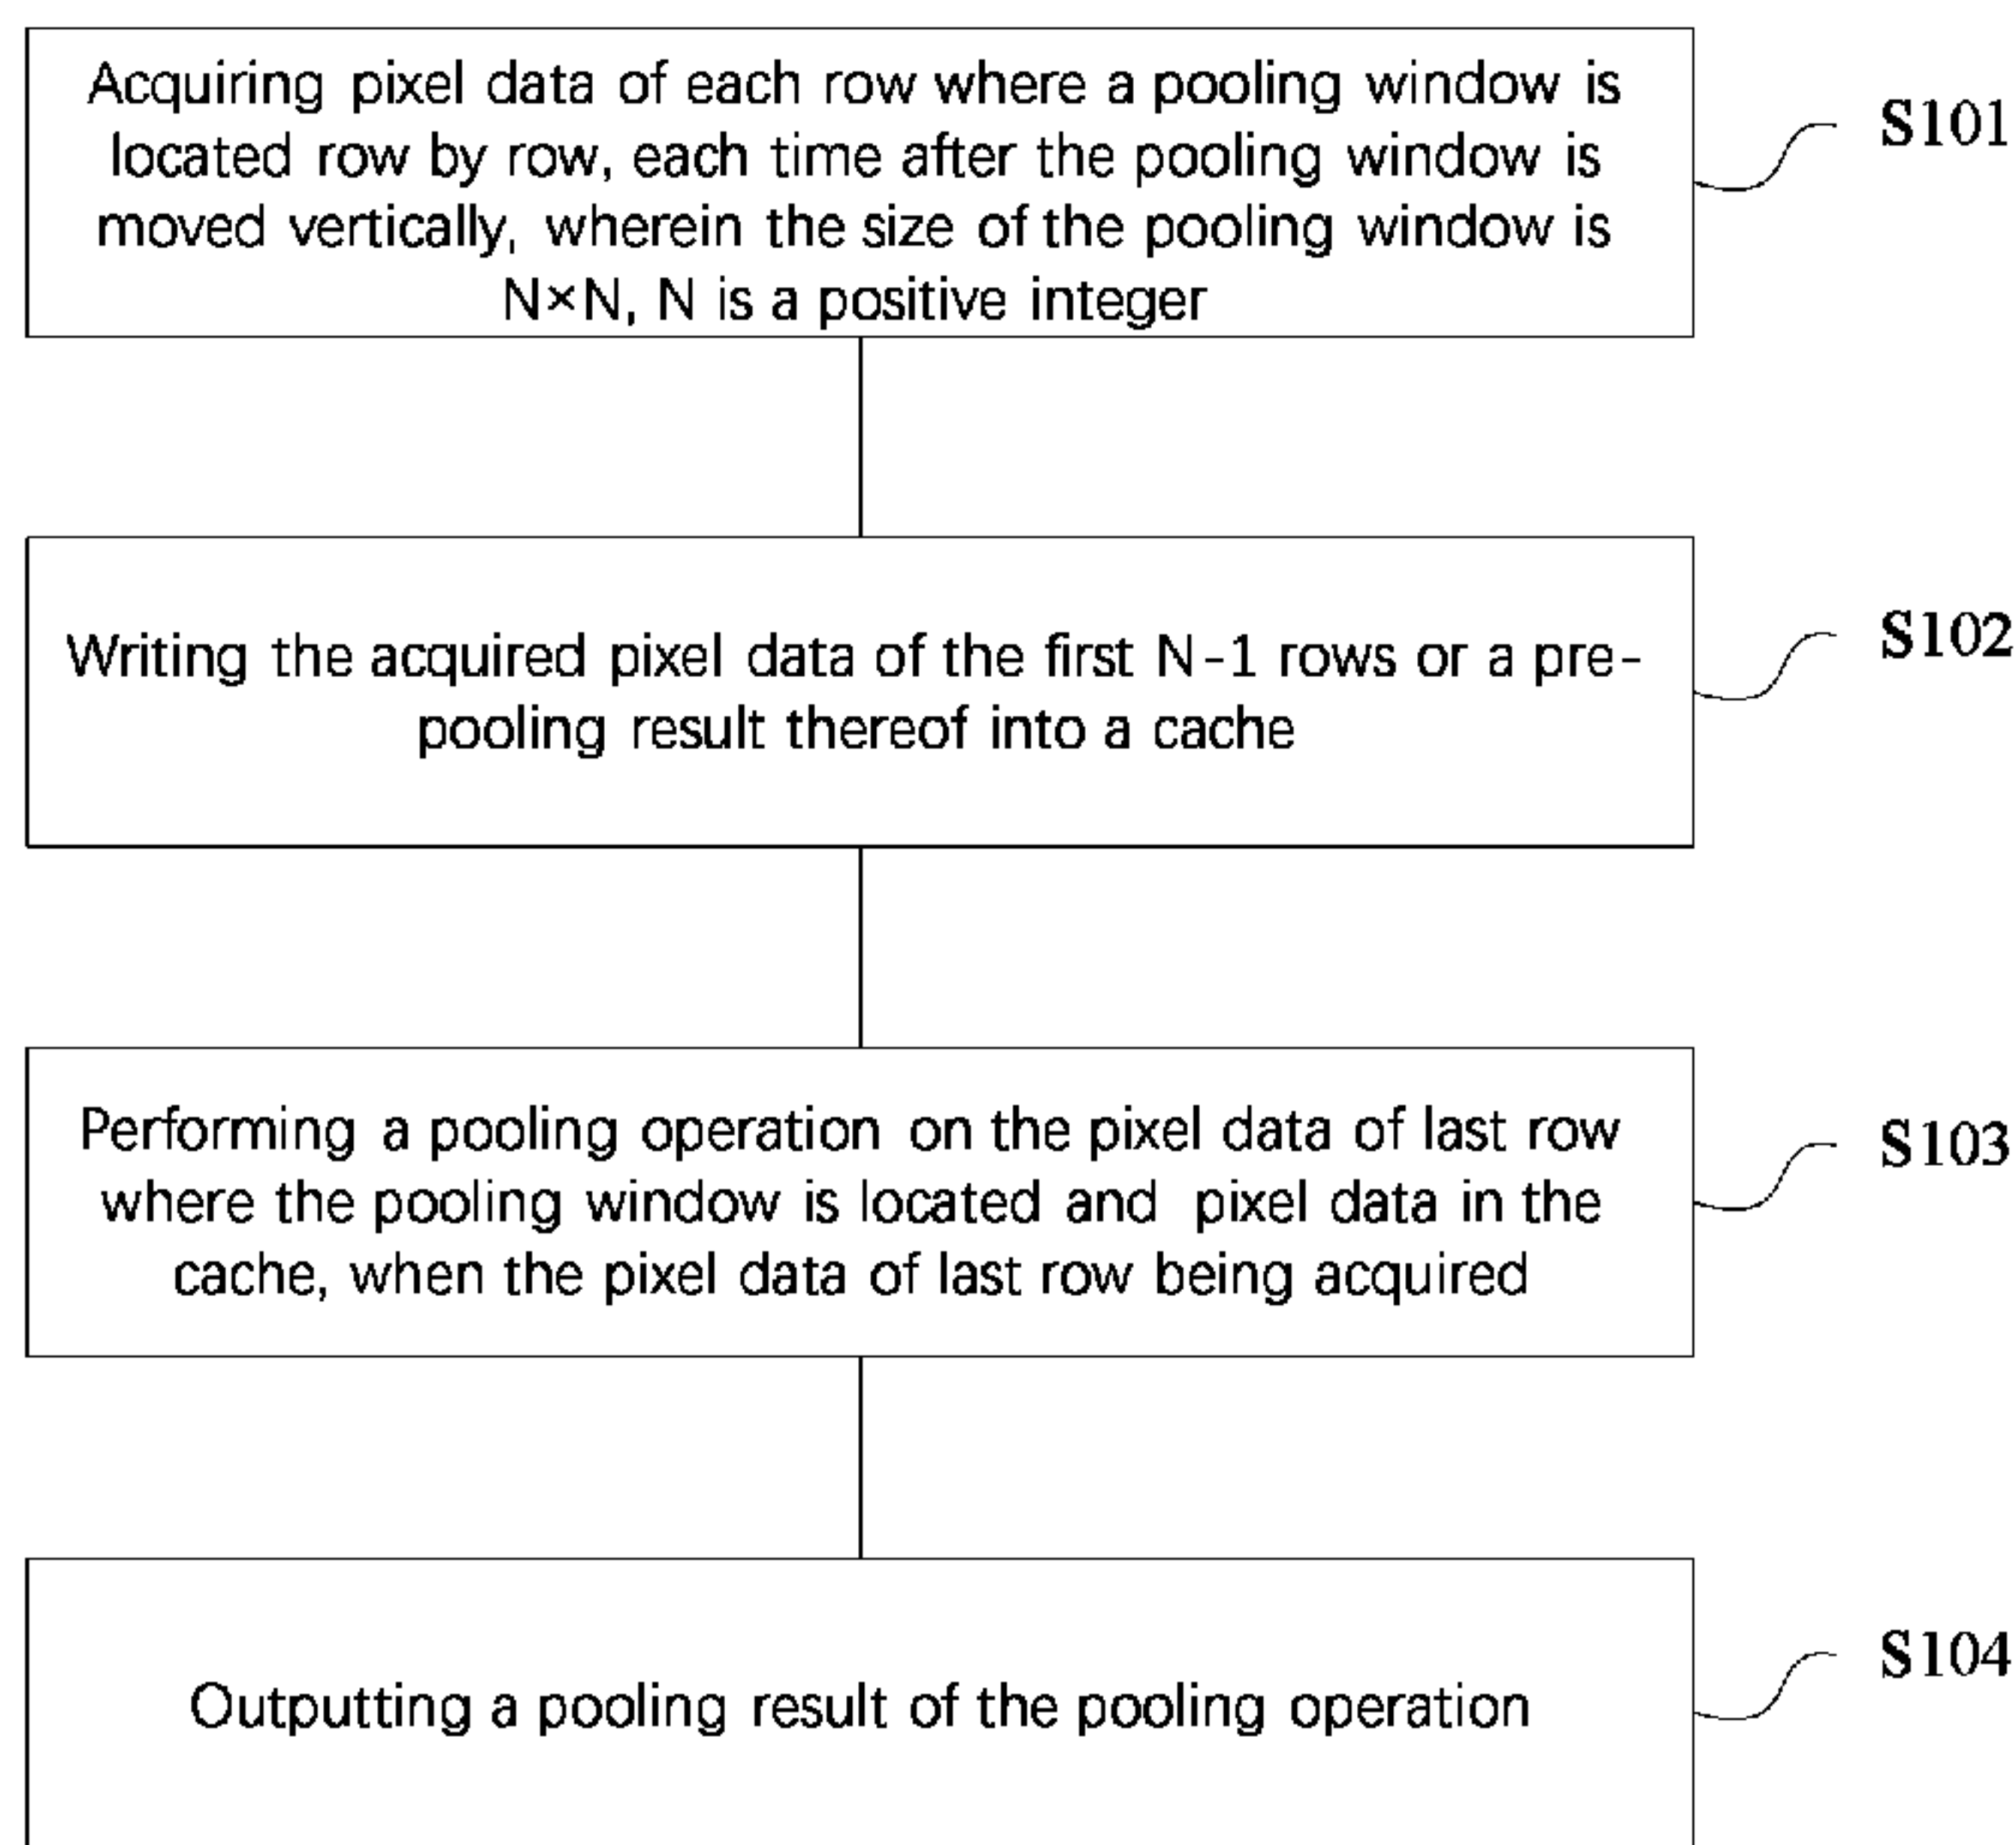 Acquiring pixel data of each row where a pooling window is
located row by row, each time after the pooling window is
moved vertically, wherein the size of the pooling window is
N×N, N is a positive integer
S101
Writing the acquired pixel data of the first N-1 rows or a pre-
pooling result thereof into a cache
S102
Performing a pooling operation on the pixel data of last row
where the pooling window is located and pixel data in the
cache, when the pixel data of last row being acquired
S103
Outputting a pooling result of the pooling operation
S104